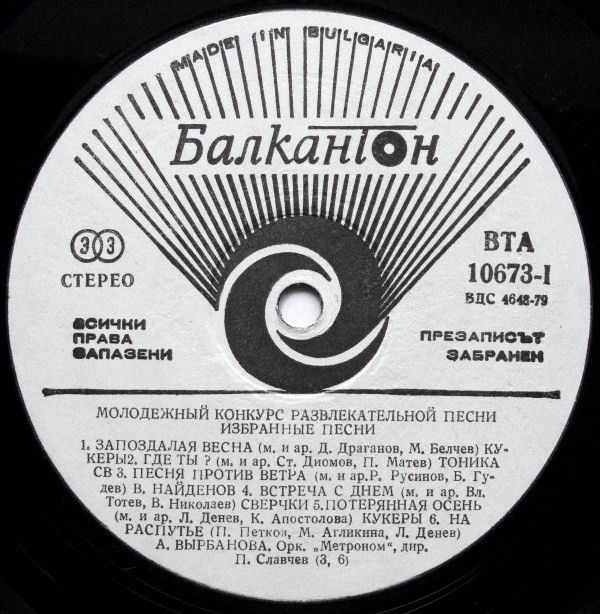 MADE IN BULGARIA
Балкантон
ЭЭ
СТЕРЕО
ВТА
10673-I
БДС 4648-79
ВСИЧКИ
ПРАВА
ЗАПАЗЕНИ
ПРЕЗАПИСЪТ
ЗАБРАНЕН
МОЛОДЕЖНЫЙ КОНКУРС РАЗВЛЕКАТЕЛЬНОЙ ПЕСНИ
ИЗБРАННЫЕ ПЕСНИ
1. ЗАПОЗДАЛАЯ ВЕСНА (м. и ар. Д. Драганов, М. Белчев) КУ-
КЕРЫ2. ГДЕ ТЫ ? (м. и ар. Ст. Диомов, П. Матев) ТОНИКА
СВ 3. ПЕСНЯ ПРОТИВ ВЕТРА (м. и ар.Р. Русинов, Б. Гу-
дев) В. НАЙДЕНОВ 4. ВСТРЕЧА С ДНЕМ (м. и ар. Вл.
Тотев, В. Николаев) СВЕРЧКИ 5.ПОТЕРЯННАЯ ОСЕНЬ
(м. и ар. Л. Денев, К. Апостолова) КУКЕРЫ 6. НА
РАСПУТЬЕ (П. Петков, М. Агликина, Л. Денев)
А. ВЫРБАНОВА. Орк. „Метроном", дир.
П. Славчев (3, 6)